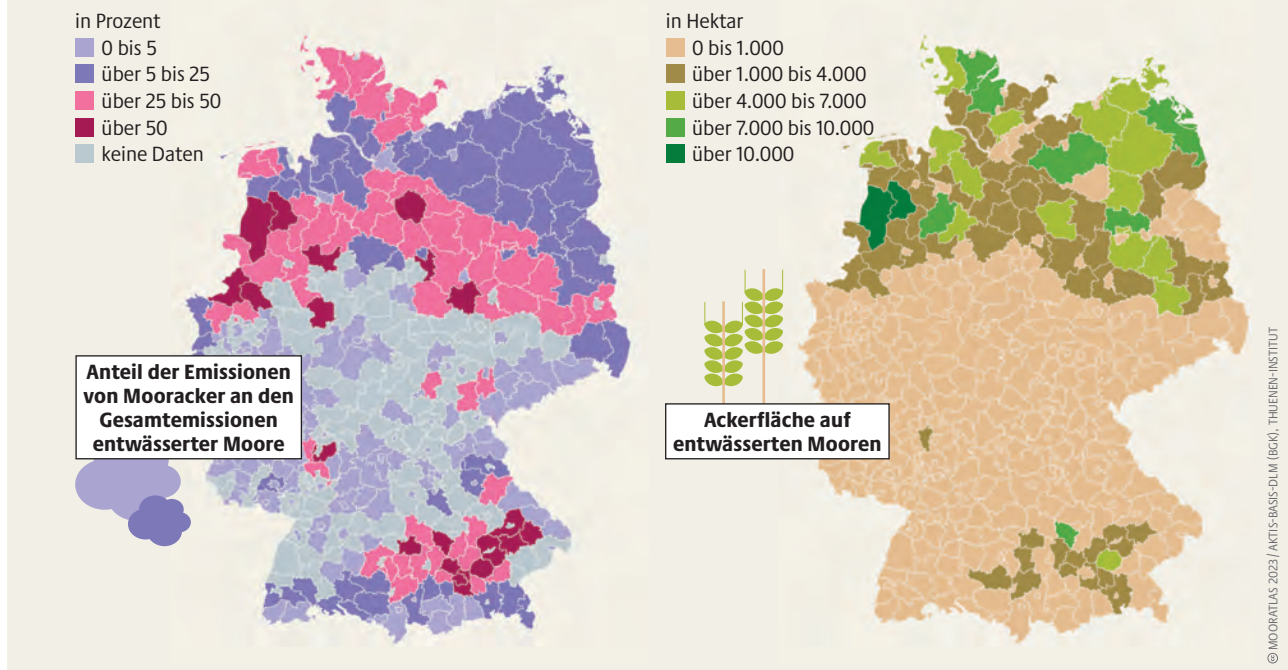 in Prozent
0 bis 5
über 5 bis 25
über 25 bis 50
über 50
keine Daten
Anteil der Emissionen
von Mooracker an den
Gesamtemissionen
entwässerter Moore
in Hektar
0 bis 1.000
über 1.000 bis 4.000
über 4.000 bis 7.000
über 7.000 bis 10.000
über 10.000
Ackerfläche auf
entwässerten Mooren
© MOORATLAS 2023 / AKTIS-BASIS-DLM (BGK), THUENEN-INSTITUT